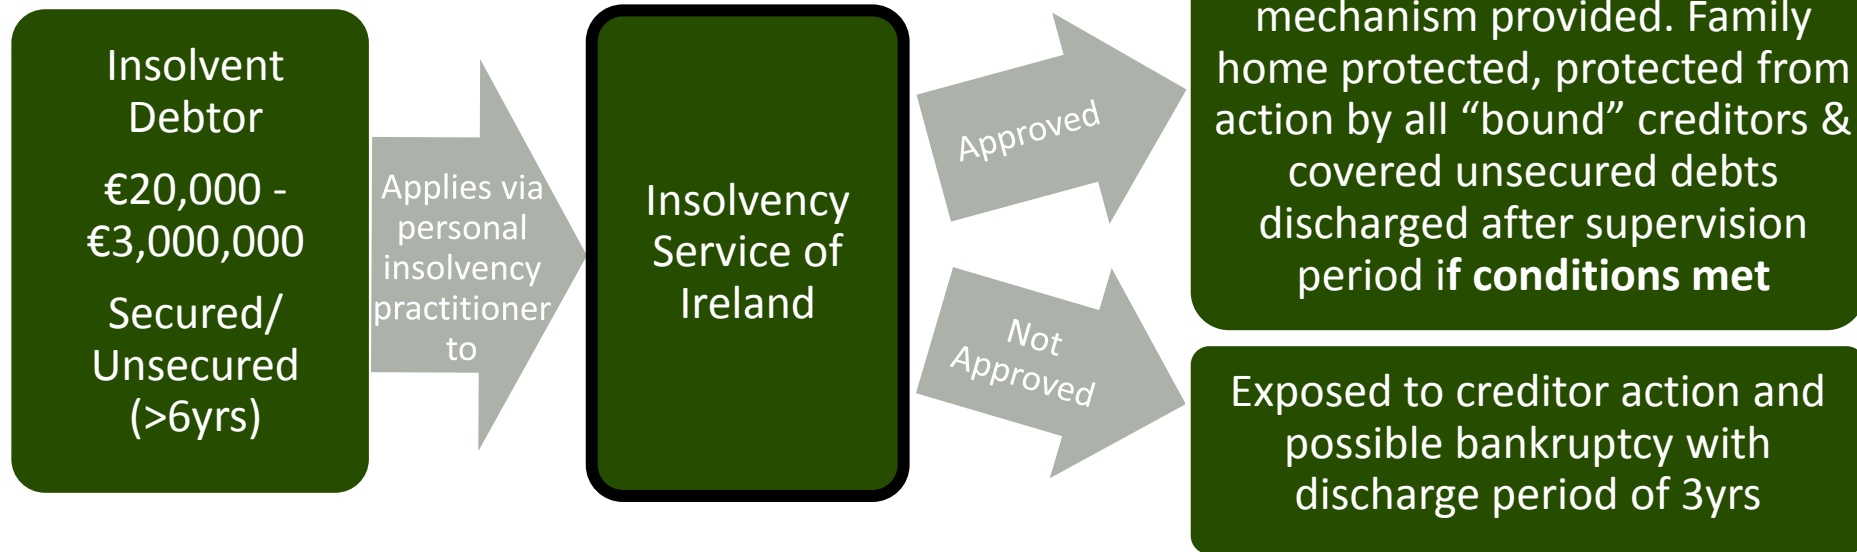 Insolvent
Debtor
€20,000 -
€3,000,000
Secured/
Unsecured
(>6yrs)
Applies via
personal
insolvency
practitioner
to
Insolvency
Service of
Ireland
Approved
Not
Approved
mechanism provided. Family
home protected, protected from
action by all “bound” creditors &
covered unsecured debts
discharged after supervision
period if conditions met
Exposed to creditor action and
possible bankruptcy with
discharge period of 3yrs